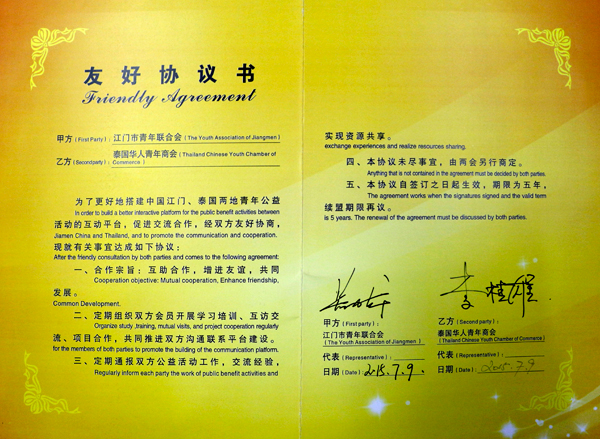 友好协议书
Friendly Agreement
甲方(First Party):江门市青年联合会(The Youth Association of Jiangmen)
乙方(Secondparty):泰国华人青年商会(Thailand Chinese Youth Chamber of
Commerce)
为了更好地搭建中国江门、泰国两地青年公益
In order to build a better interactive platform for the public benefit activities between
活动的互动平台,促进交流合作,经双方友好协商,
Jiamen China and Thailand, and to promote the communication and cooperation.
现就有关事宜达成如下协议:
After the friendly consultation by both parties and comes to the following agreement:
一、合作宗旨:互助合作,增进友谊,共同
Cooperation objective: Mutual cooperation, Enhance friendship,
发展。
Common Development.
二、定期组织双方会员开展学习培训、互访交
Organize study ,training, mutual visits, and project cooperation regularly
流、项目合作,共同推进双方沟通联系平台建设。
for the members of both parties to promote the building of the communication platform.
三、定期通报双方公益活动工作,交流经验,
Regularly inform each party the work of public benefit activities and
实现资源共享。
exchange experiences and realize resources sharing.
四、本协议未尽事宜,由两会另行商定。
Anything that is not contained in the agreement must be decided by both parties.
五、本协议自签订之日起生效,期限为五年,
The agreement works when the signatures signed and the valid term
续盟期限再议。
is 5 years. The renewal of the agreement must be discussed by both parties.
李桂雄
甲方(First party):
江门市青年联合会
(The Youth Association of Jiangmen)
代表(Representative):
日期(Date):2015.7.9.
乙方(Second party):
泰国华人青年商会
(Thailand Chinese Youth Chamber of Commerce)
代表(Representative):
日期(Date):2015.7.9